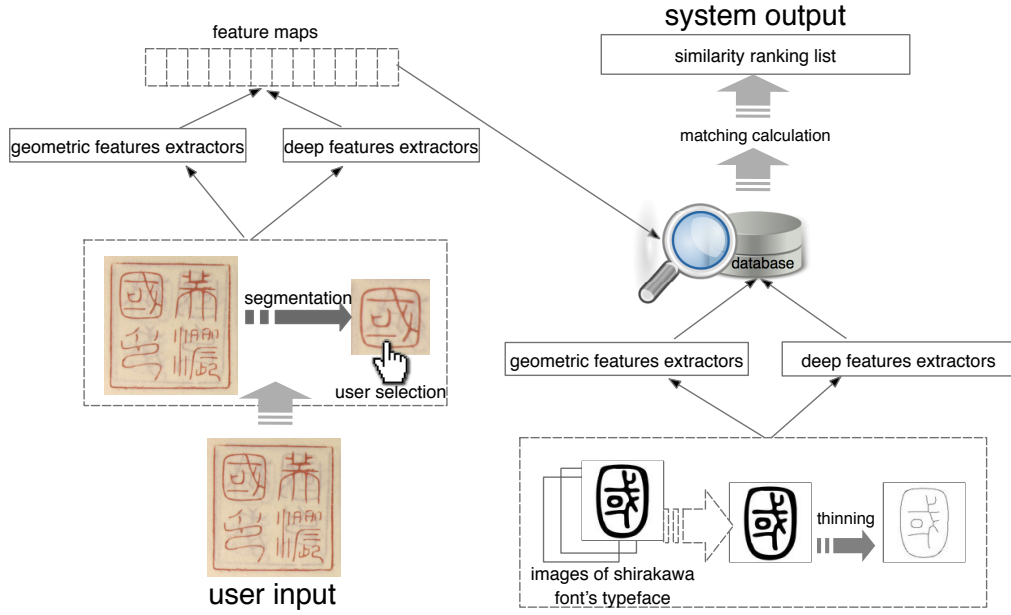 feature maps
geometric features extractors
deep features extractors
segmentation
user selection
國
user input
system output
similarity ranking list
matching calculation
database
geometric features extractors
deep features extractors
images of shirakawa
font's typeface
thinning